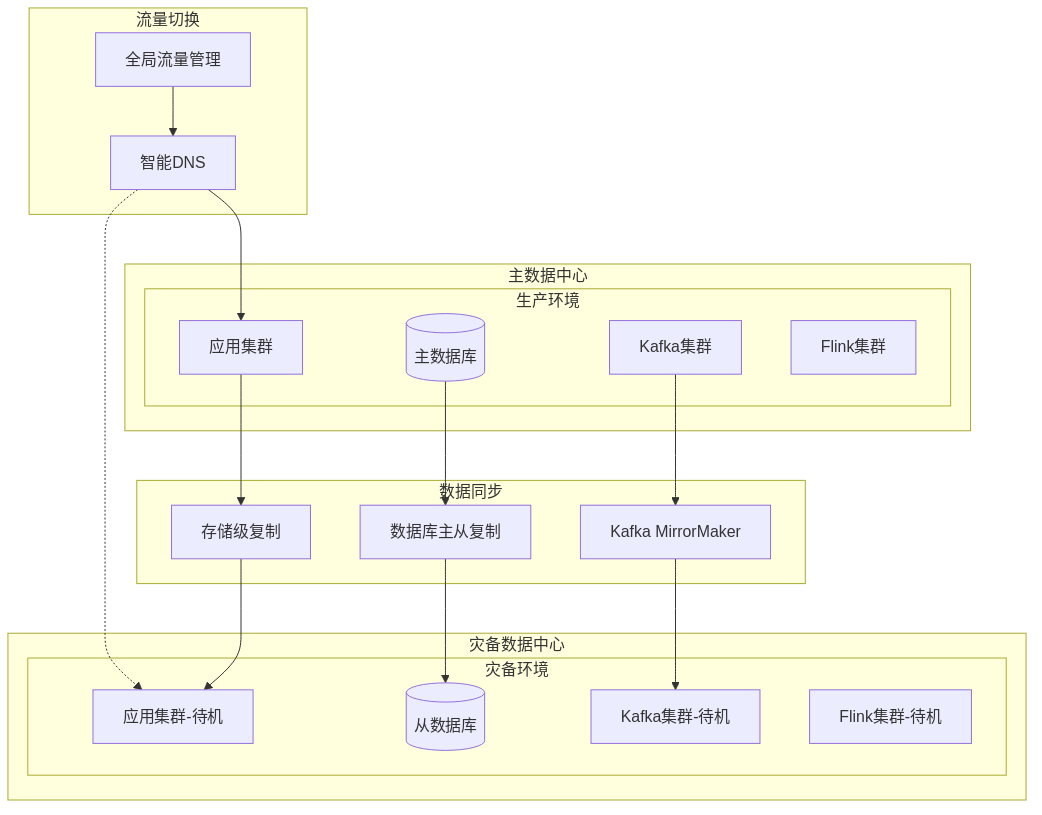 流量切换
全局流量管理
智能DNS
主数据中心
生产环境
应用集群
主数据库
Kafka集群
Flink集群
数据同步
存储级复制
数据库主从复制
Kafka MirrorMaker
灾备数据中心
灾备环境
应用集群-待机
从数据库
Kafka集群-待机
Flink集群-待机